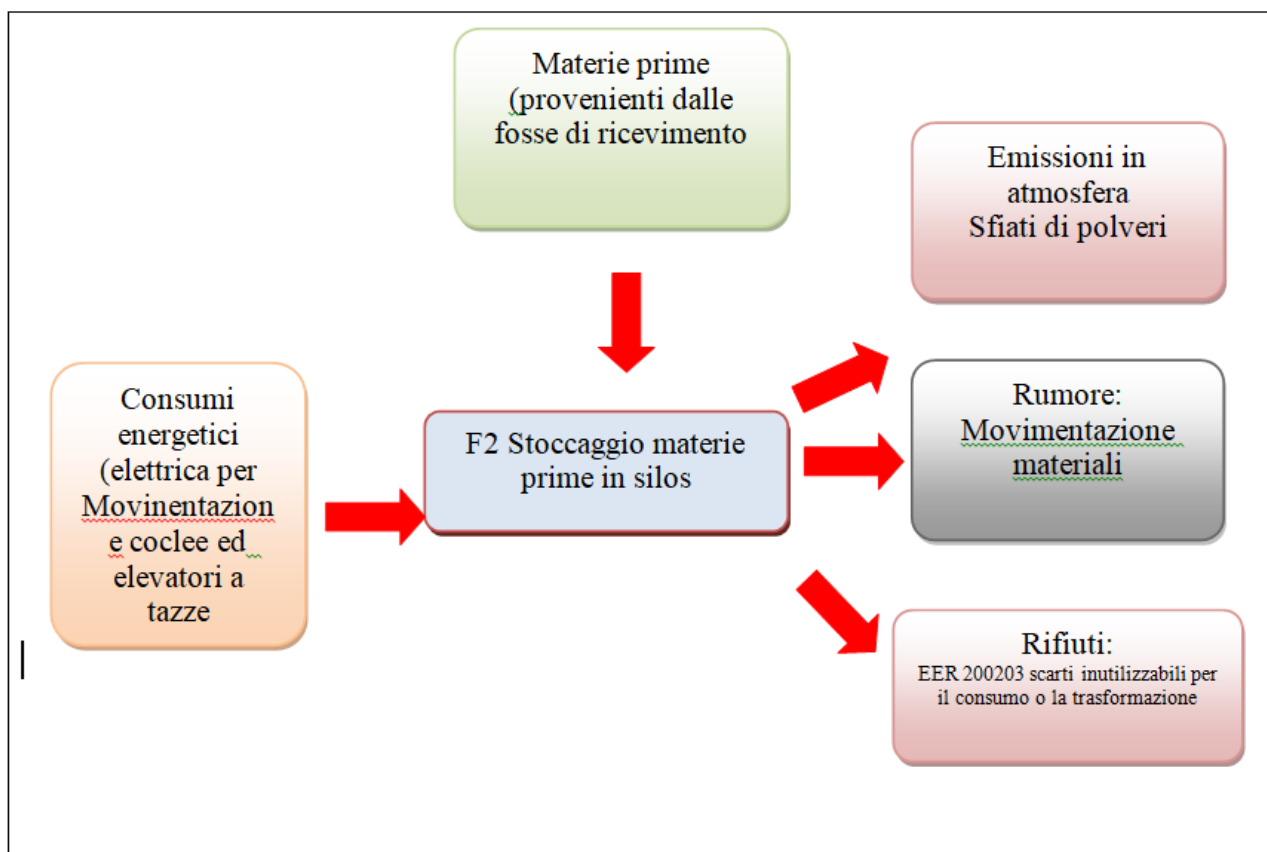 Materie prime
(provenienti dalle
fosse di ricevimento
Emissioni in
atmosfera
Sfiati di polveri
Consumi
energetici
(elettrica per
Movinentazion
e coclee ed
elevatori a
tazze
F2 Stoccaggio materie
prime in silos
Rumore:
Movimentazione
materiali
Rifiuti:
EER 200203 scarti inutilizzabili per
il consumo o la trasformazione